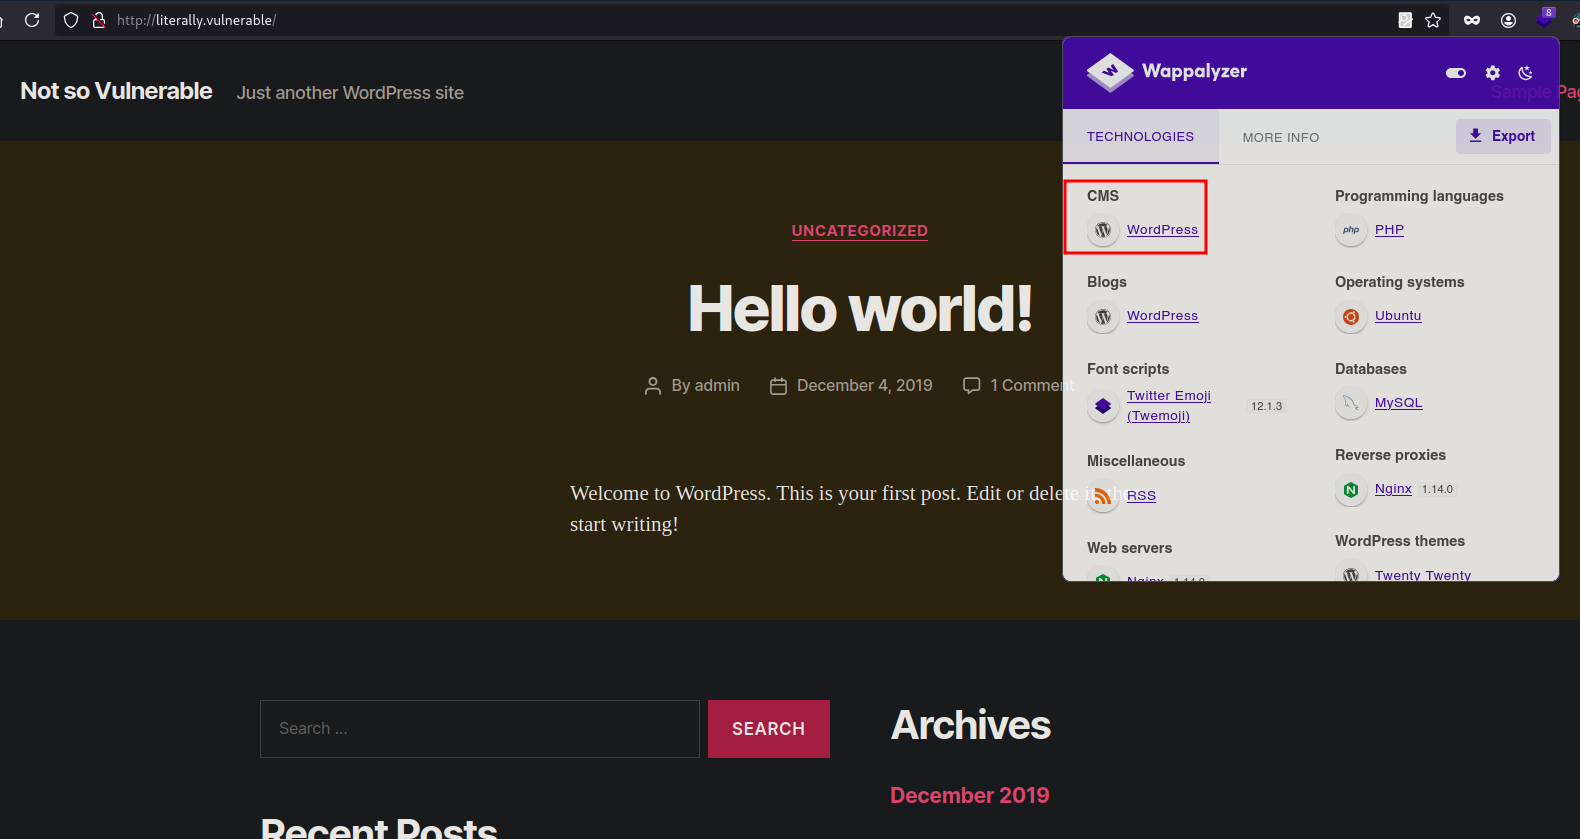 http://literally.vulnerable/
8
Not so Vulnerable Just another WordPress site
Sample Pag
Wappalyzer
TECHNOLOGIES MORE INFO Export
CMS
WordPress
Programming languages
php PHP
Blogs
WordPress
Operating systems
Ubuntu
Font scripts
Twitter Emoji
(Twemoji) 12.1.3
Databases
MySQL
Miscellaneous
RSS
Reverse proxies
Nginx 1.14.0
Web servers
Nginx 1.14.0
WordPress themes
Twenty Twenty
UNCATEGORIZED
Hello world!
By admin December 4, 2019 1 Comment
Welcome to WordPress. This is your first post. Edit or delete it, the
start writing!
Search …
SEARCH
Archives
December 2019
Recent Posts